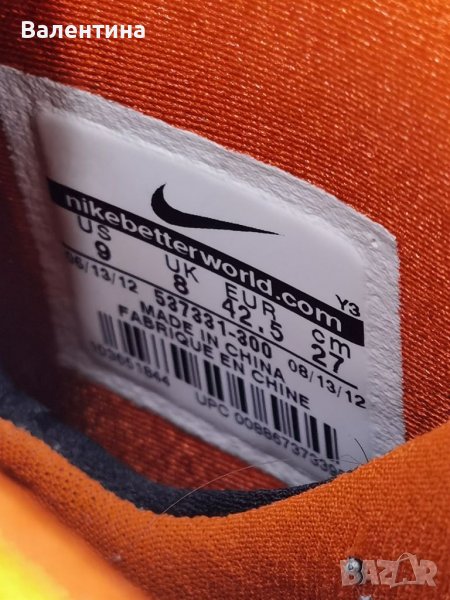 Валентина
nikebetterworld.com
US UK EUR cm Y3
9 8 42.5 27
06/13/12 537331-300 08/13/12
MADE IN CHINA
FABRIQUE EN CHINE
UPC
BAZAR